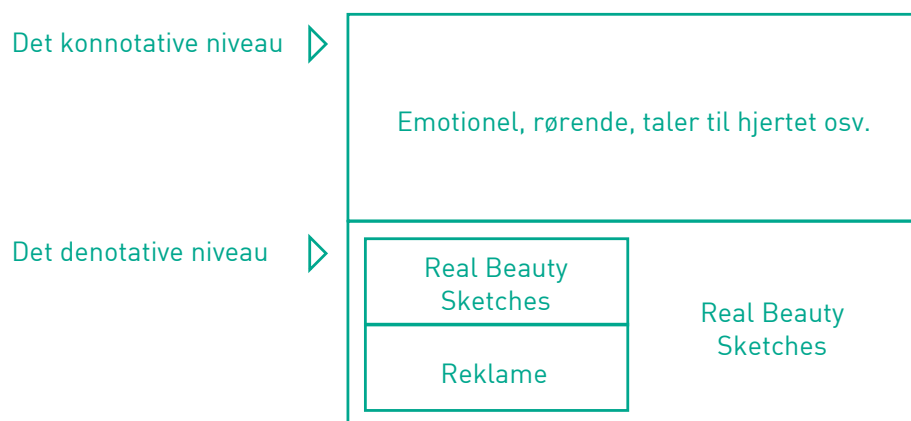 Det konnotative niveau
Emotionel, rørende, taler til hjertet osv.
Det denotative niveau
Real Beauty
Sketches
Reklame
Real Beauty
Sketches